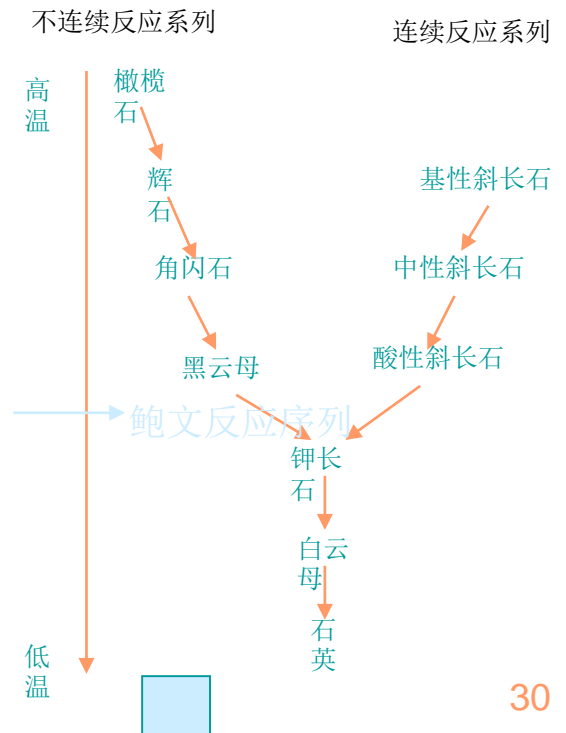 不连续反应系列
连续反应系列
高
温
橄榄
石
辉
石
基性斜长石
角闪石
中性斜长石
黑云母
酸性斜长石
鲍文反应序列
钾长
石
白云
母
石
英
低
温
30